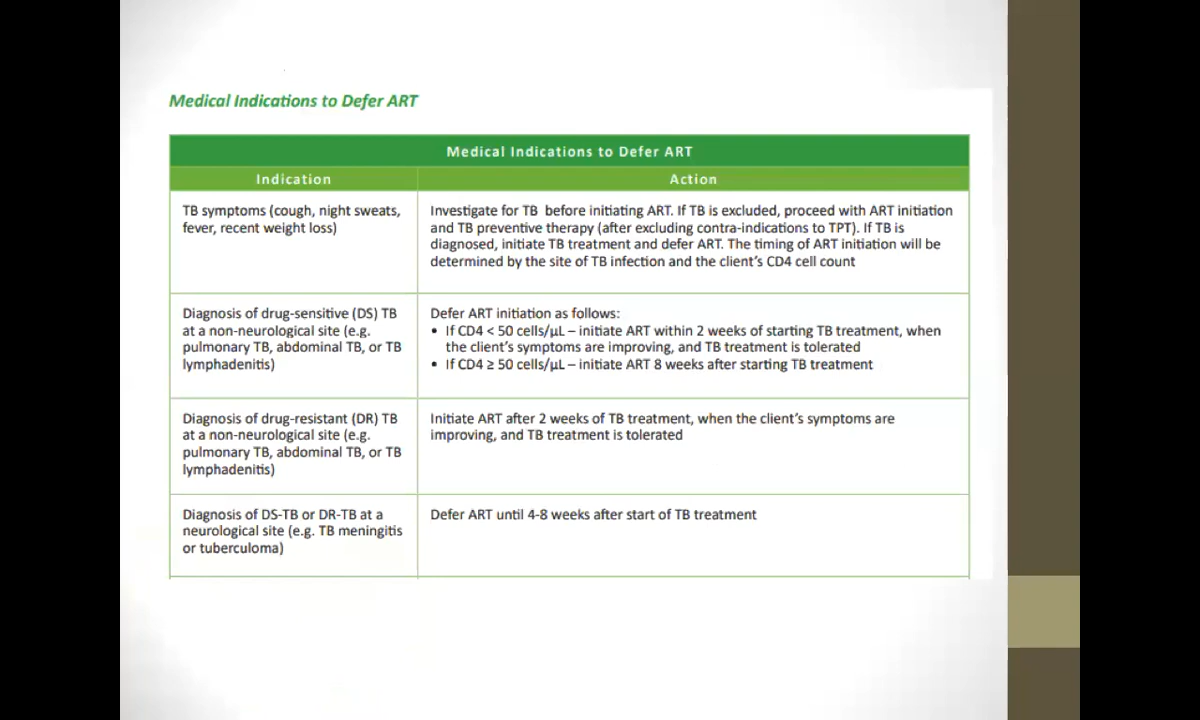 Medical Indications to Defer ART
Medical Indications to Defer ART
Indication
Action
TB symptoms (cough, night sweats,
fever, recent weight loss)
Investigate for TB before initiating ART. If TB is excluded, proceed with ART initiation
and TB preventive therapy (after excluding contra-indications to TPT). If TB is
diagnosed, initiate TB treatment and defer ART. The timing of ART initiation will be
determined by the site of TB infection and the client's CD4 cell count
Diagnosis of drug-sensitive (DS) TB
at a non-neurological site (e.g.
pulmonary TB, abdominal TB, or TB
lymphadenitis)
Defer ART initiation as follows:
• If CD4 < 50 cells/μL – initiate ART within 2 weeks of starting TB treatment, when
the client's symptoms are improving, and TB treatment is tolerated
• If CD4 ≥ 50 cells/μL – initiate ART 8 weeks after starting TB treatment
Diagnosis of drug-resistant (DR) TB
at a non-neurological site (e.g.
pulmonary TB, abdominal TB, or TB
lymphadenitis)
Initiate ART after 2 weeks of TB treatment, when the client's symptoms are
improving, and TB treatment is tolerated
Diagnosis of DS-TB or DR-TB at a
neurological site (e.g. TB meningitis
or tuberculoma)
Defer ART until 4-8 weeks after start of TB treatment